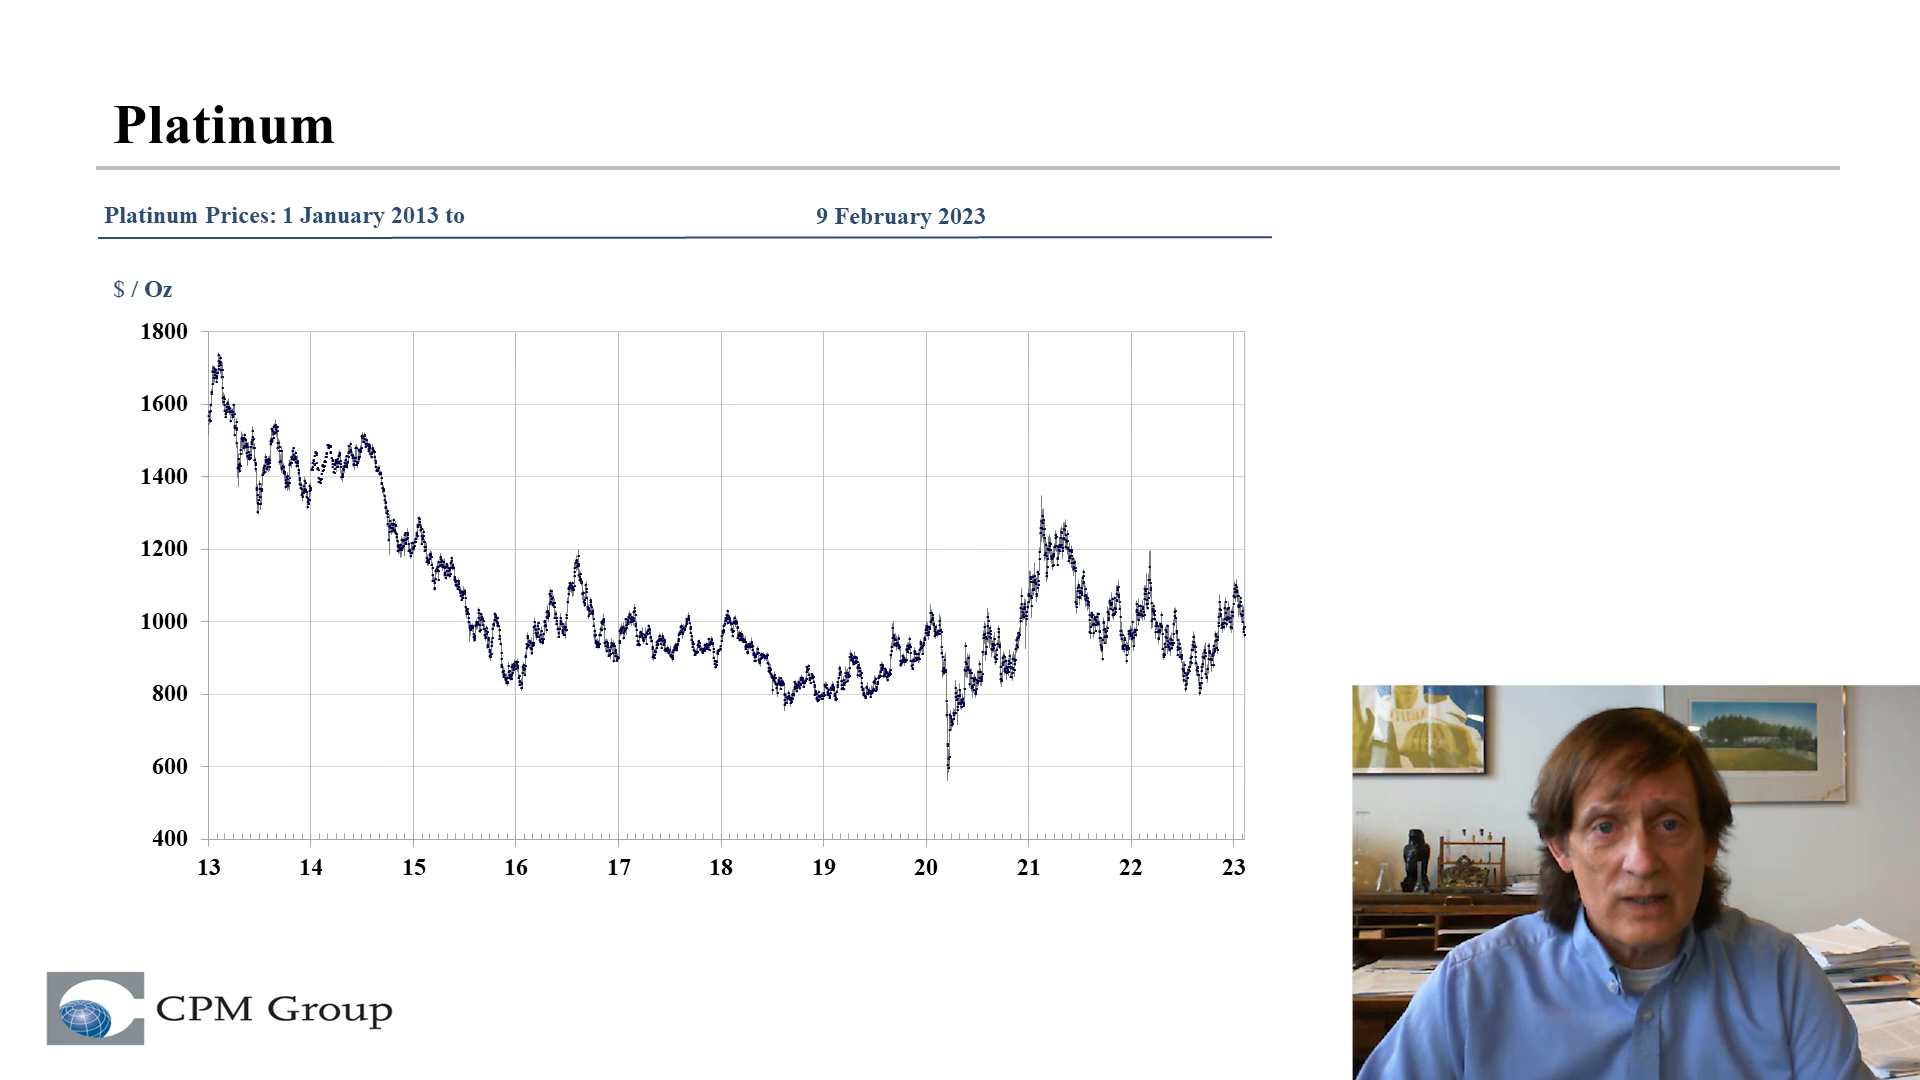 Platinum
Platinum Prices: 1 January 2013 to 9 February 2023
$ / Oz
1800
1600
1400
1200
1000
800
600
400
13 14 15 16 17 18 19 20 21 22 23
CPM Group